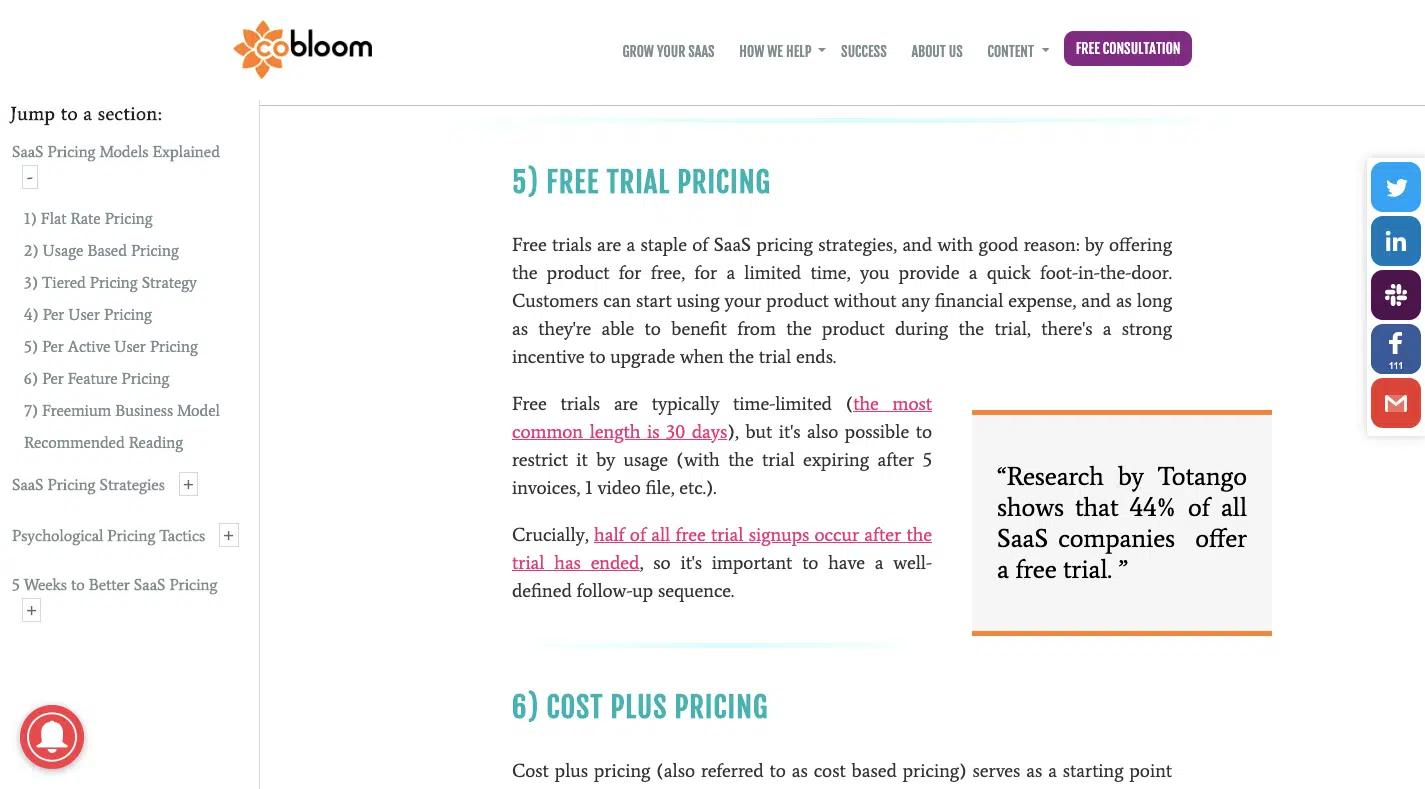 cobloom
GROW YOUR SAAS
HOW WE HELP
SUCCESS
ABOUT US
CONTENT
FREE CONSULTATION
Jump to a section:
SaaS Pricing Models Explained
-
1) Flat Rate Pricing
2) Usage Based Pricing
3) Tiered Pricing Strategy
4) Per User Pricing
5) Per Active User Pricing
6) Per Feature Pricing
7) Freemium Business Model
Recommended Reading
SaaS Pricing Strategies +
Psychological Pricing Tactics +
5 Weeks to Better SaaS Pricing
+
5) FREE TRIAL PRICING
Free trials are a staple of SaaS pricing strategies, and with good reason: by offering
the product for free, for a limited time, you provide a quick foot-in-the-door.
Customers can start using your product without any financial expense, and as long
as they're able to benefit from the product during the trial, there's a strong
incentive to upgrade when the trial ends.
Free trials are typically time-limited (the most
common length is 30 days), but it's also possible to
restrict it by usage (with the trial expiring after 5
invoices, 1 video file, etc.).
Crucially, half of all free trial signups occur after the
trial has ended, so it's important to have a well-
defined follow-up sequence.
“Research by Totango
shows that 44% of all
SaaS companies offer
a free trial. ”
6) COST PLUS PRICING
Cost plus pricing (also referred to as cost based pricing) serves as a starting point
in
f
111
M